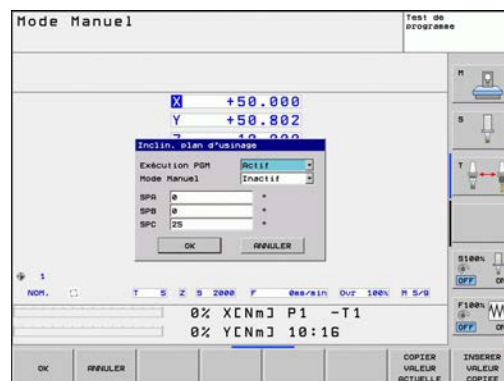 Mode Manuel
Test de
programme
X +50.000
Y +50.802
Inclin. plan d'usinage
Exécution PGM Actif
Mode Manuel Inactif
SPA 0 °
SPB 0 °
SPC 25 °
OK ANNULER
M
S
T
1
NOM. T 5 Z S 2000 F 0mm/min Ovr 100% M 5/9
0% X[Nm] P1 -T1
0% Y[Nm] 10:16
S100%
OFF ON
F100%
OFF ON
OK ANNULER COPIER VALEUR ACTUELLE INSERER VALEUR COPIEE